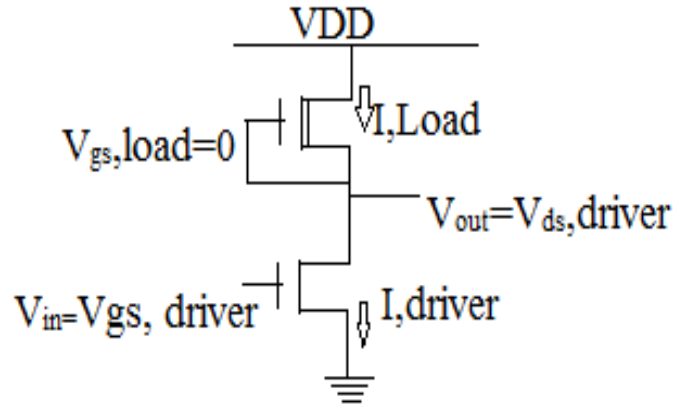 VDD
I,Load
Vgs,load=0
Vout=Vds,driver
Vin=Vgs, driver
I,driver